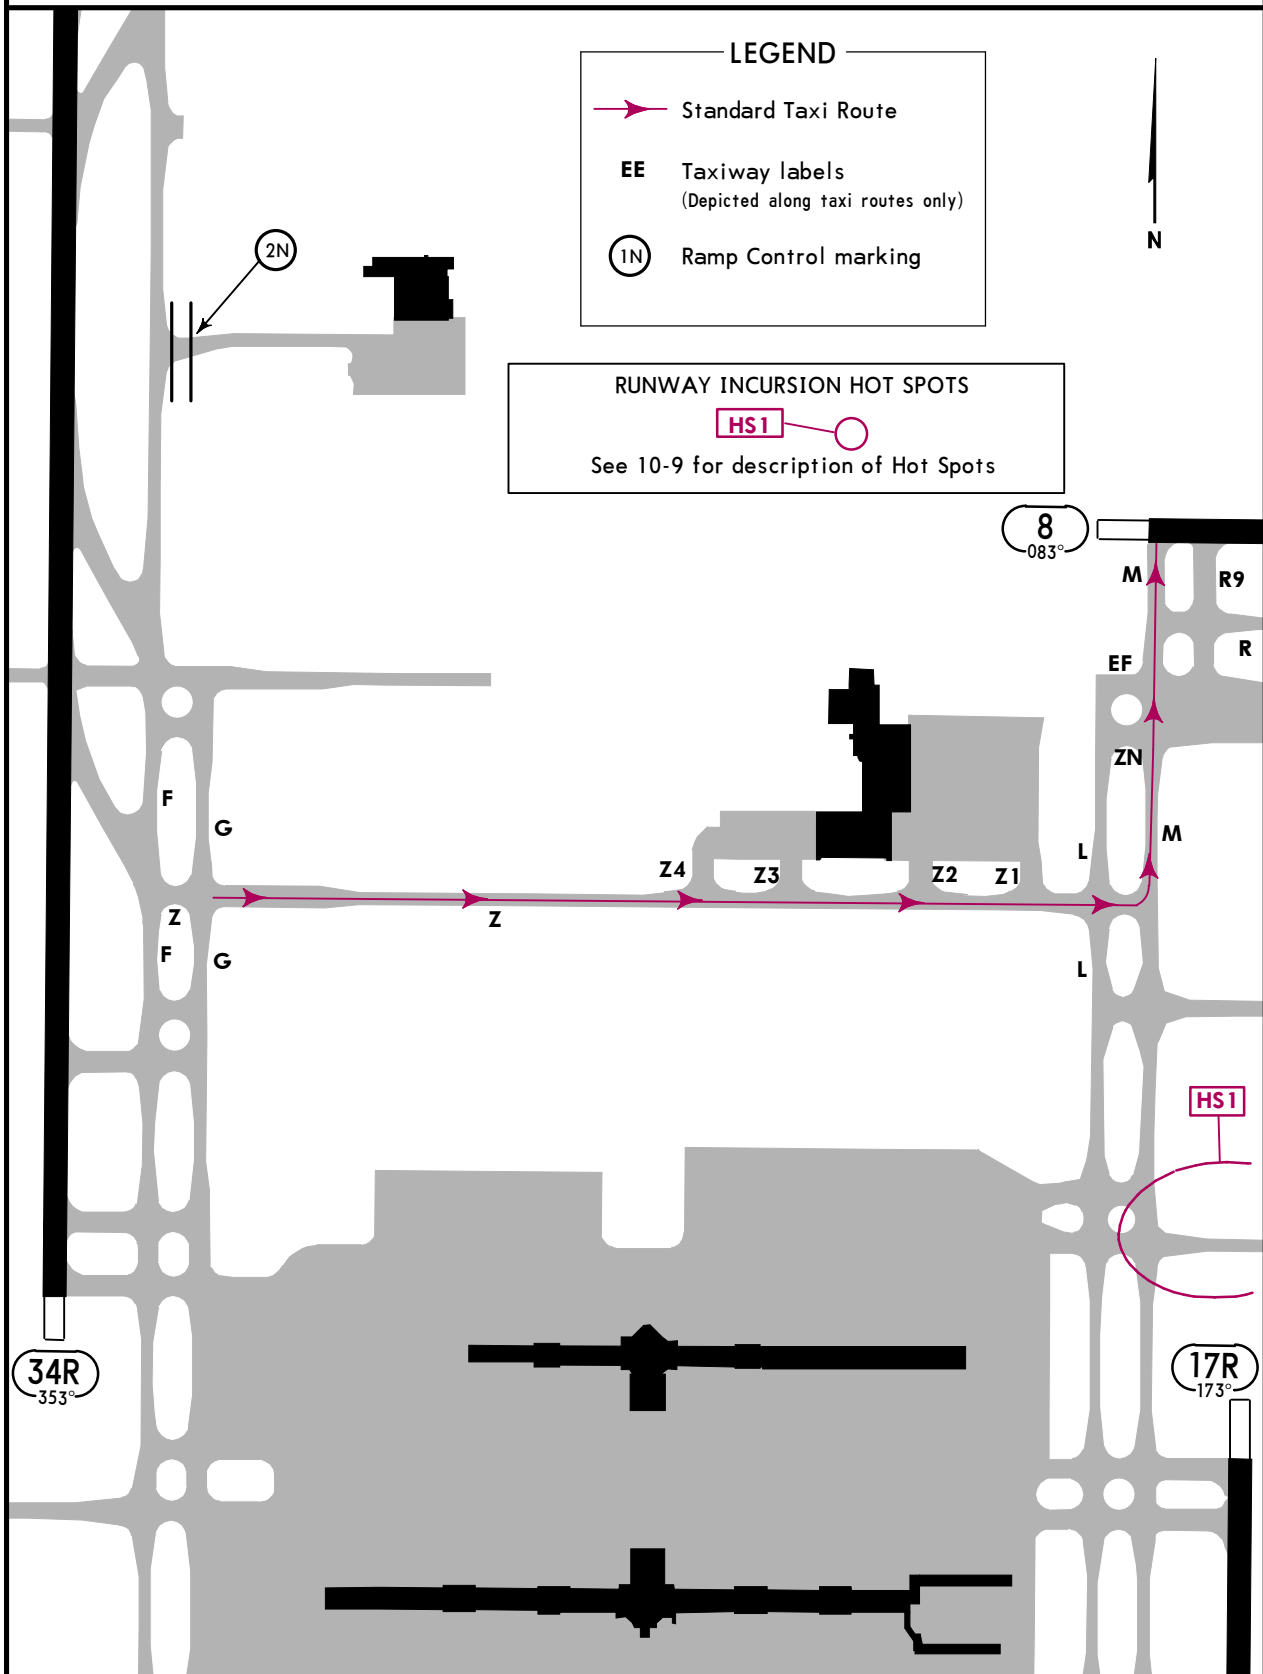 LEGEND
Standard Taxi Route
EE Taxiway labels
(Depicted along taxi routes only)
1N Ramp Control marking
N
2N
RUNWAY INCURSION HOT SPOTS
HS1
See 10-9 for description of Hot Spots
8
083°
M
R9
EF
R
ZN
F
G
M
L
Z4
Z3
Z2
Z1
Z
Z
F
G
L
HS1
34R
353°
17R
173°